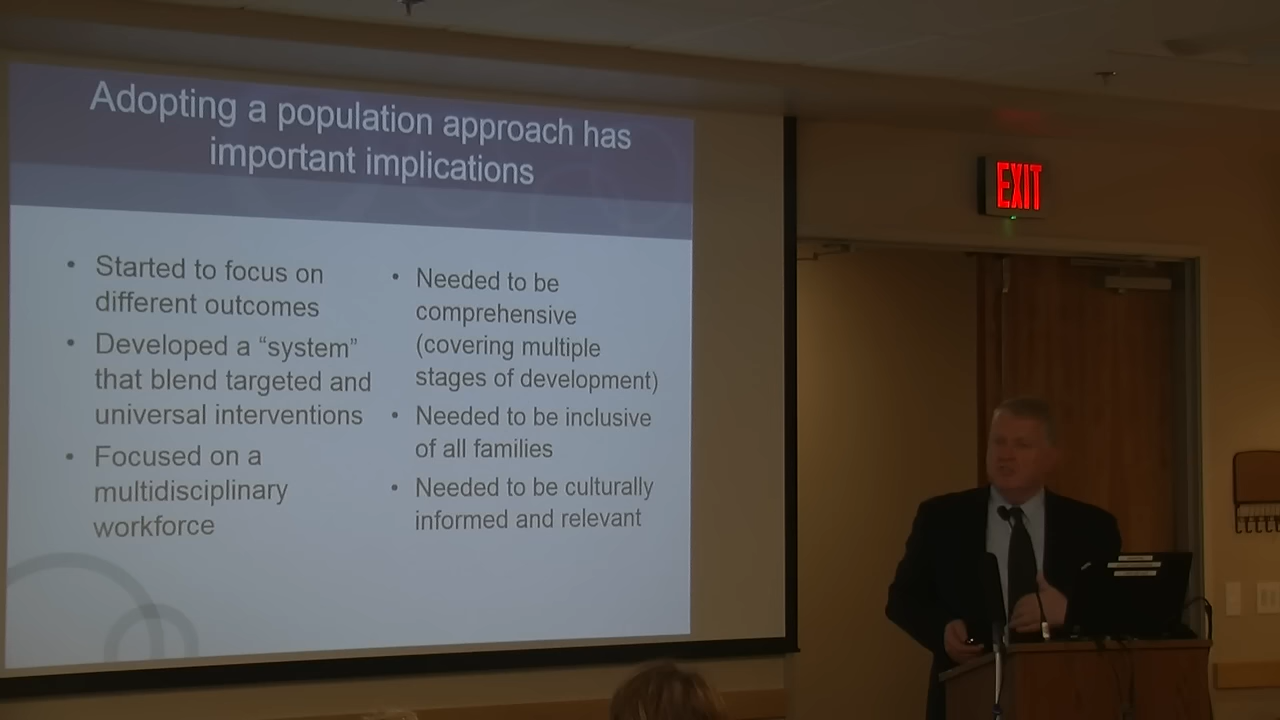 Adopting a population approach has
important implications
• Started to focus on
different outcomes
• Developed a “system”
that blend targeted and
universal interventions
• Focused on a
multidisciplinary
workforce
• Needed to be
comprehensive
(covering multiple
stages of development)
• Needed to be inclusive
of all families
• Needed to be culturally
informed and relevant
EXIT